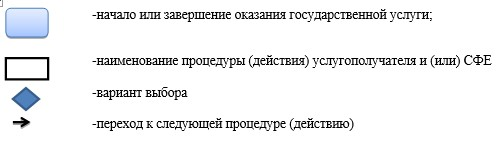 -начало или завершение оказания государственной услуги;
-наименование процедуры (действия) услугополучателя и (или) СФЕ
-вариант выбора
-переход к следующей процедуре (действию)